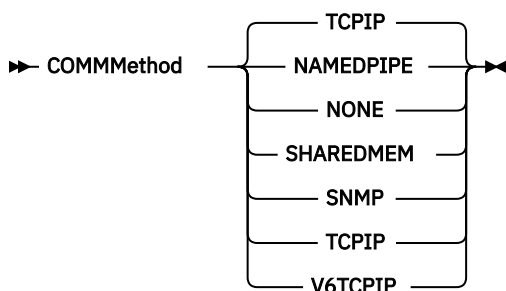 TCPIP
COMMMethod NAMEDPIPE
NONE
SHAREDMEM
SNMP
TCPIP
V6TCPIP